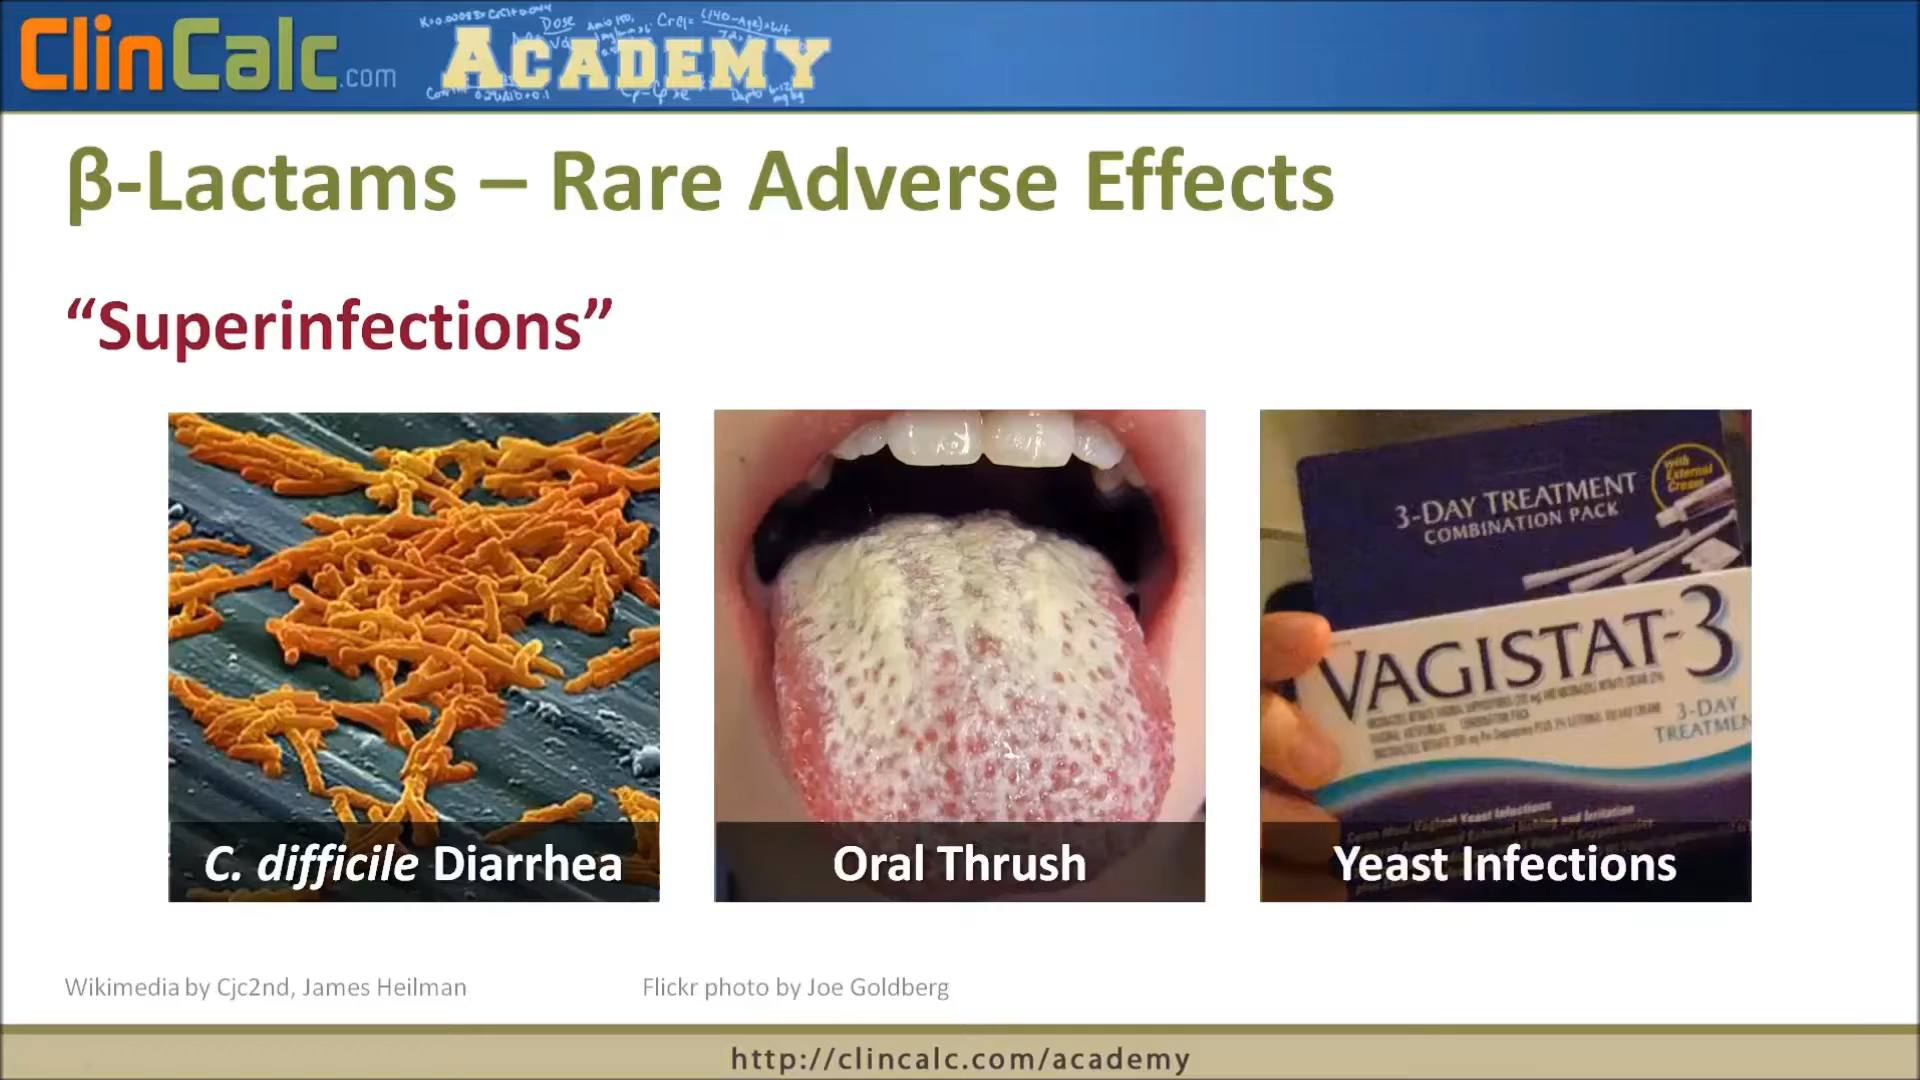 ClinCalc.com ACADEMY
β-Lactams – Rare Adverse Effects
“Superinfections”
with
External
Cream
3-DAY TREATMENT
COMBINATION PACK
VAGISTAT-3
3-DAY
TREATMEN
C. difficile Diarrhea
Oral Thrush
Yeast Infections
Wikimedia by Cjc2nd, James Heilman
Flickr photo by Joe Goldberg
http://clincalc.com/academy